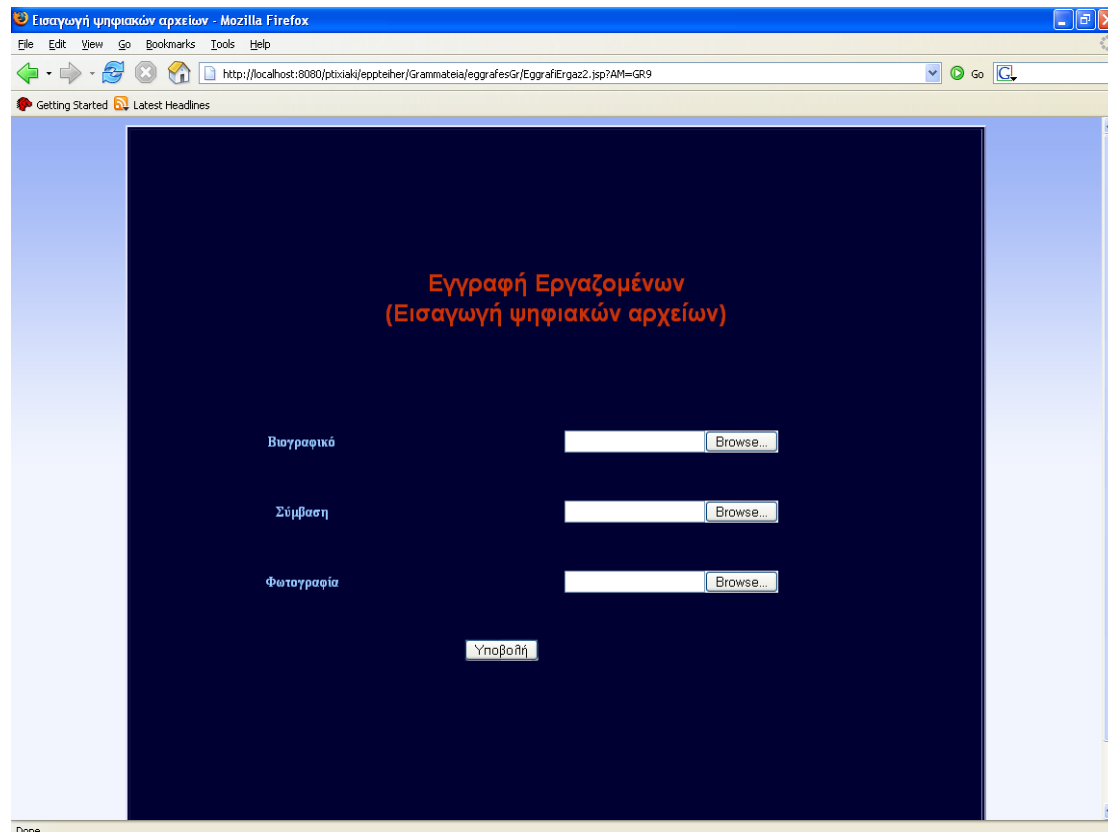 Εισαγωγή ψηφιακών αρχείων - Mozilla Firefox
File Edit View Go Bookmarks Tools Help
http://localhost:8080/ptixiaki/eppteiher/Grammateia/eggrafesGr/EggrafiErgaz2.jsp?AM=GR9 Go G
Getting Started Latest Headlines
Εγγραφή Εργαζομένων
(Εισαγωγή ψηφιακών αρχείων)
Βιογραφικό Browse...
Σύμβαση Browse...
Φωτογραφία Browse...
Υποβολή
Done